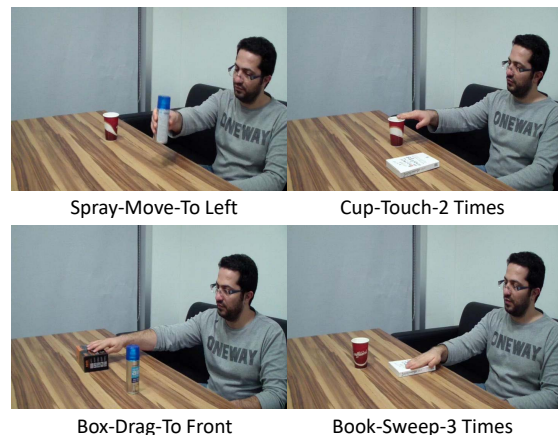 ONEWAY
ONEWAY
Spray-Move-To Left
Cup-Touch-2 Times
ONEWAY
ONEWAY
Box-Drag-To Front
Book-Sweep-3 Times